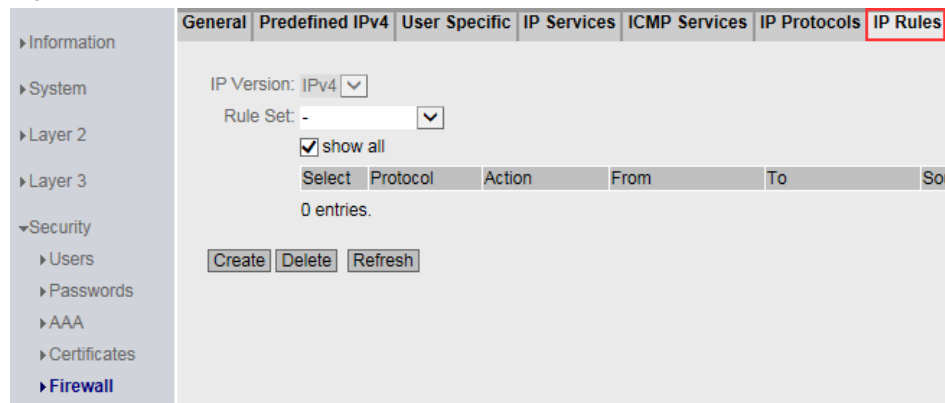 General Predefined IPv4 User Specific IP Services ICMP Services IP Protocols IP Rules
Information
System
Layer 2
Layer 3
Security
Users
Passwords
AAA
Certificates
Firewall
IP Version: IPv4
Rule Set: -
show all
Select Protocol Action From To Sou
0 entries.
Create Delete Refresh